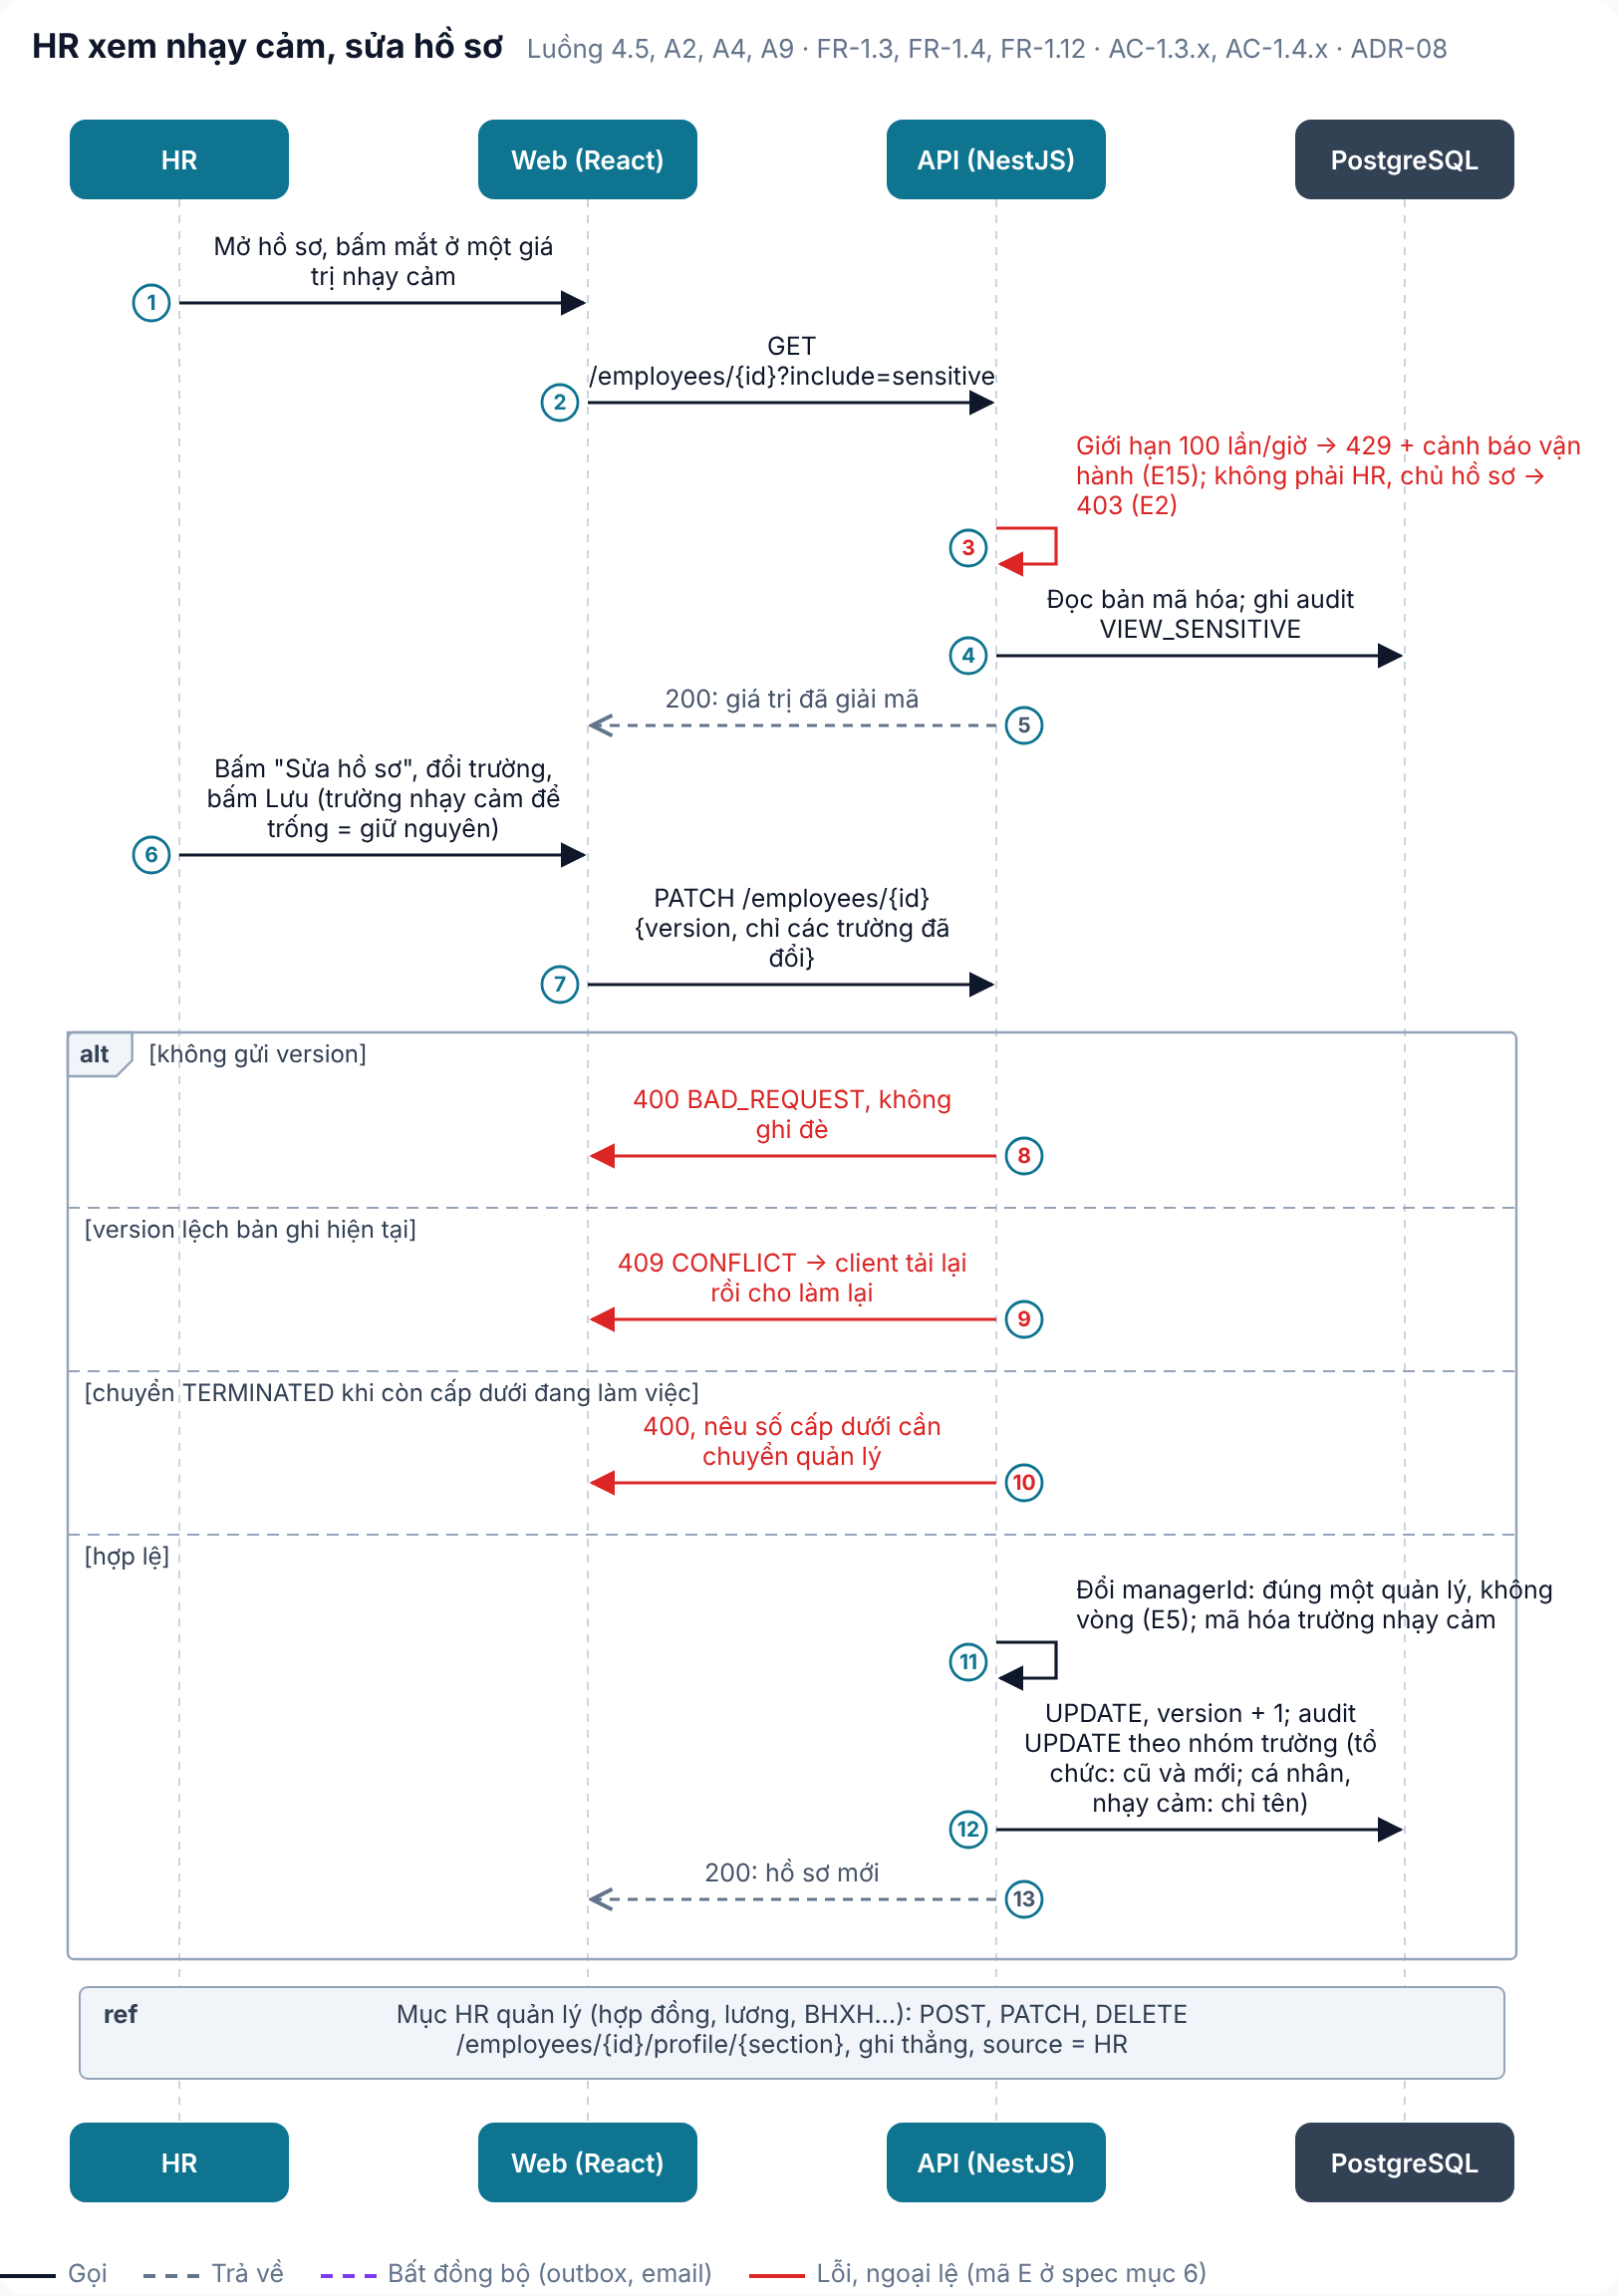 HR xem nhạy cảm, sửa hồ sơ Luồng 4.5, A2, A4, A9 · FR-1.3, FR-1.4, FR-1.12 · AC-1.3.x, AC-1.4.x · ADR-08
HR
Web (React)
API (NestJS)
PostgreSQL
Mở hồ sơ, bấm mắt ở một giá
trị nhạy cảm
1
GET
/employees/{id}?include=sensitive
2
Giới hạn 100 lần/giờ → 429 + cảnh báo vận
hành (E15); không phải HR, chủ hồ sơ →
403 (E2)
3
Đọc bản mã hóa; ghi audit
VIEW_SENSITIVE
4
200: giá trị đã giải mã
5
Bấm "Sửa hồ sơ", đổi trường,
bấm Lưu (trường nhạy cảm để
trống = giữ nguyên)
6
PATCH /employees/{id}
{version, chỉ các trường đã
đổi}
7
alt [không gửi version]
400 BAD_REQUEST, không
ghi đè
8
[version lệch bản ghi hiện tại]
409 CONFLICT → client tải lại
rồi cho làm lại
9
[chuyển TERMINATED khi còn cấp dưới đang làm việc]
400, nêu số cấp dưới cần
chuyển quản lý
10
[hợp lệ]
Đổi managerId: đúng một quản lý, không
vòng (E5); mã hóa trường nhạy cảm
11
UPDATE, version + 1; audit
UPDATE theo nhóm trường (tổ
chức: cũ và mới; cá nhân,
nhạy cảm: chỉ tên)
12
200: hồ sơ mới
13
ref Mục HR quản lý (hợp đồng, lương, BHXH...): POST, PATCH, DELETE
/employees/{id}/profile/{section}, ghi thẳng, source = HR
HR
Web (React)
API (NestJS)
PostgreSQL
Gọi
Trả về
Bất đồng bộ (outbox, email)
Lỗi, ngoại lệ (mã E ở spec mục 6)